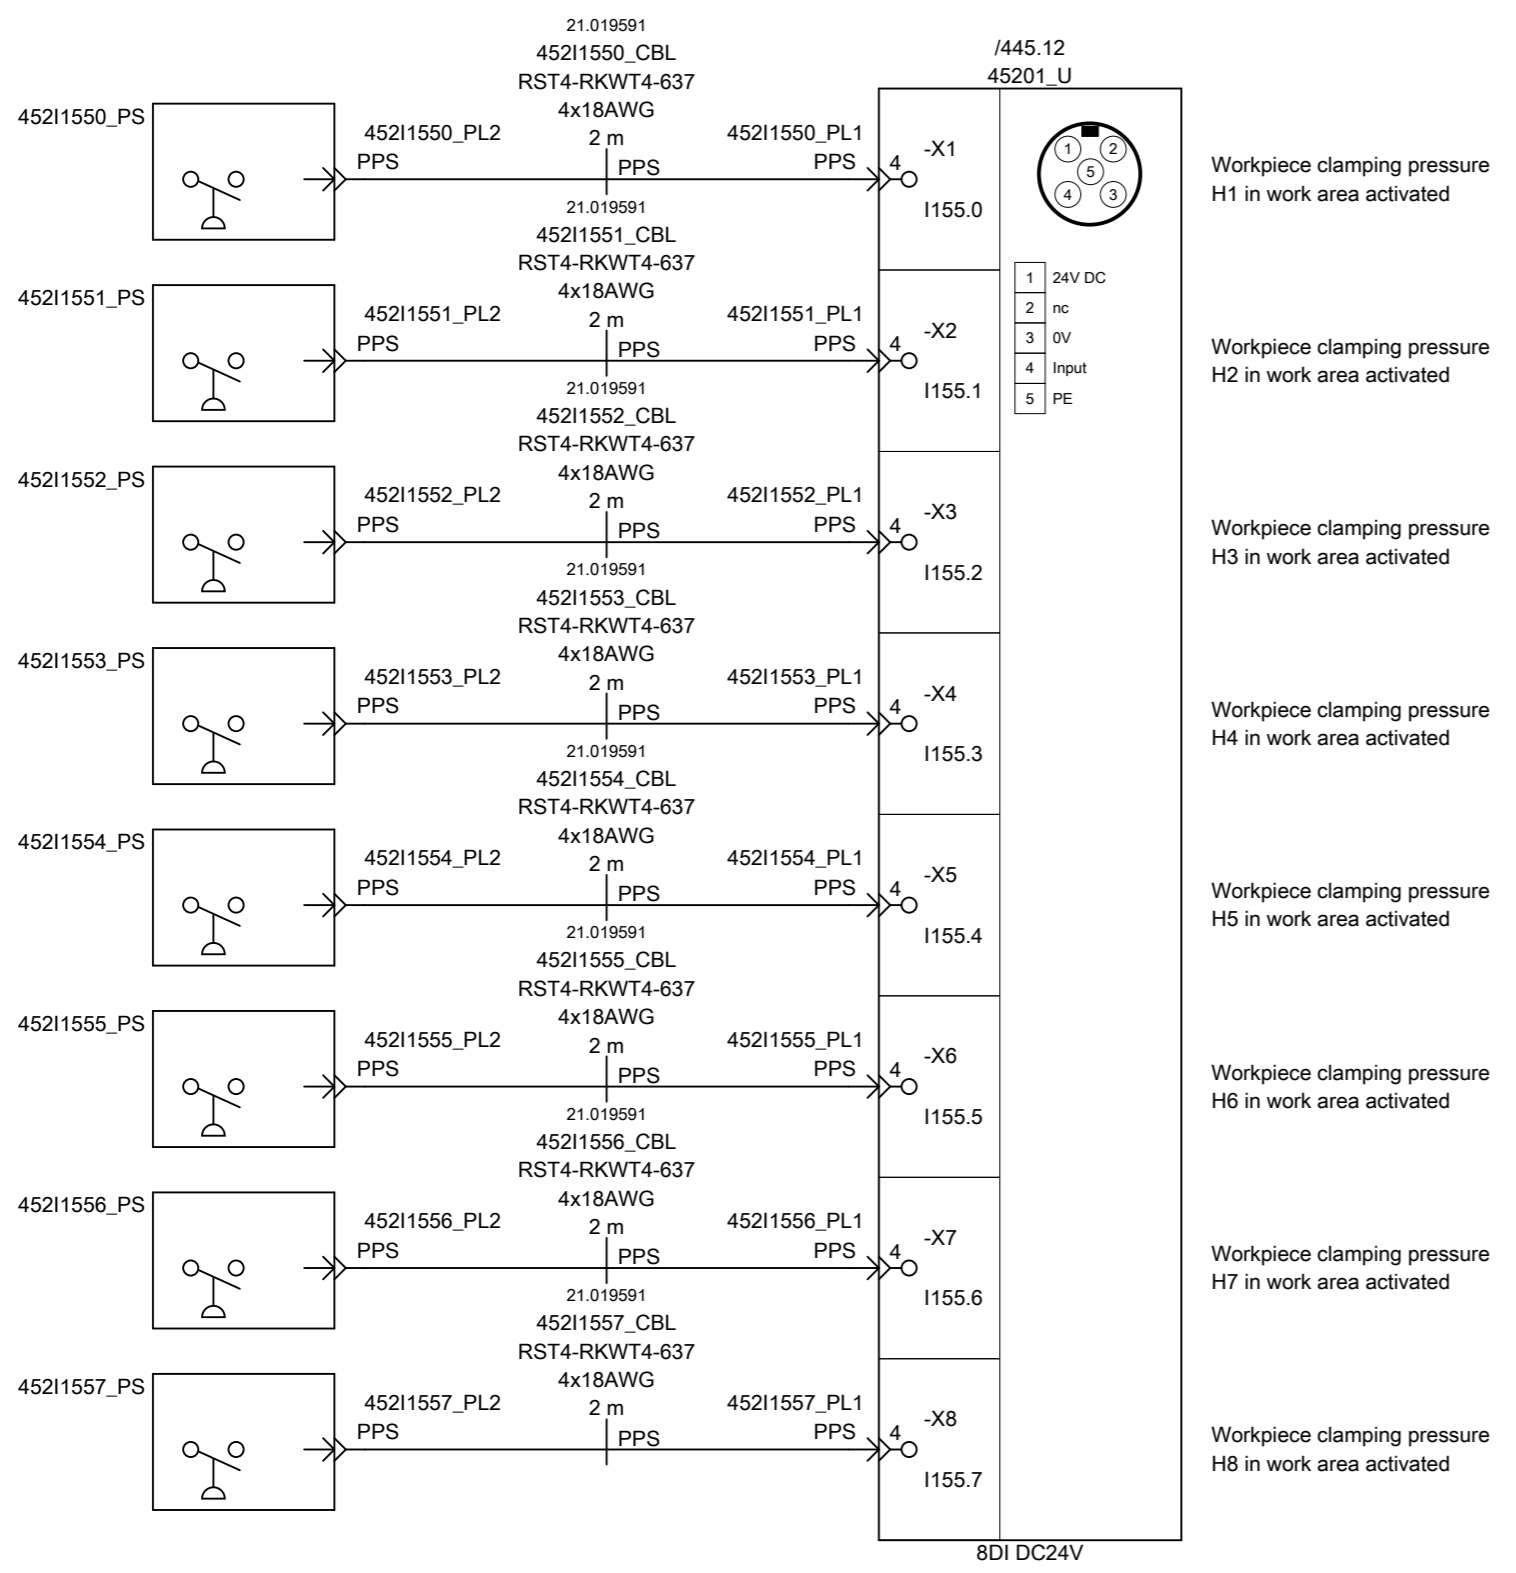 21.019591
452I1550_CBL
RST4-RKWT4-637
4x18AWG
2 m
/445.12
45201_U
452I1550_PS
452I1550_PL2
PPS
PPS
452I1550_PL1
PPS
4
-X1
I155.0
1
2
5
4
3
Workpiece clamping pressure
H1 in work area activated
21.019591
452I1551_CBL
RST4-RKWT4-637
4x18AWG
2 m
452I1551_PS
452I1551_PL2
PPS
PPS
452I1551_PL1
PPS
4
-X2
I155.1
1 24V DC
2 nc
3 0V
4 Input
5 PE
Workpiece clamping pressure
H2 in work area activated
21.019591
452I1552_CBL
RST4-RKWT4-637
4x18AWG
2 m
452I1552_PS
452I1552_PL2
PPS
PPS
452I1552_PL1
PPS
4
-X3
I155.2
Workpiece clamping pressure
H3 in work area activated
21.019591
452I1553_CBL
RST4-RKWT4-637
4x18AWG
2 m
452I1553_PS
452I1553_PL2
PPS
PPS
452I1553_PL1
PPS
4
-X4
I155.3
Workpiece clamping pressure
H4 in work area activated
21.019591
452I1554_CBL
RST4-RKWT4-637
4x18AWG
2 m
452I1554_PS
452I1554_PL2
PPS
PPS
452I1554_PL1
PPS
4
-X5
I155.4
Workpiece clamping pressure
H5 in work area activated
21.019591
452I1555_CBL
RST4-RKWT4-637
4x18AWG
2 m
452I1555_PS
452I1555_PL2
PPS
PPS
452I1555_PL1
PPS
4
-X6
I155.5
Workpiece clamping pressure
H6 in work area activated
21.019591
452I1556_CBL
RST4-RKWT4-637
4x18AWG
2 m
452I1556_PS
452I1556_PL2
PPS
PPS
452I1556_PL1
PPS
4
-X7
I155.6
Workpiece clamping pressure
H7 in work area activated
21.019591
452I1557_CBL
RST4-RKWT4-637
4x18AWG
2 m
452I1557_PS
452I1557_PL2
PPS
PPS
452I1557_PL1
PPS
4
-X8
I155.7
Workpiece clamping pressure
H8 in work area activated
8DI DC24V